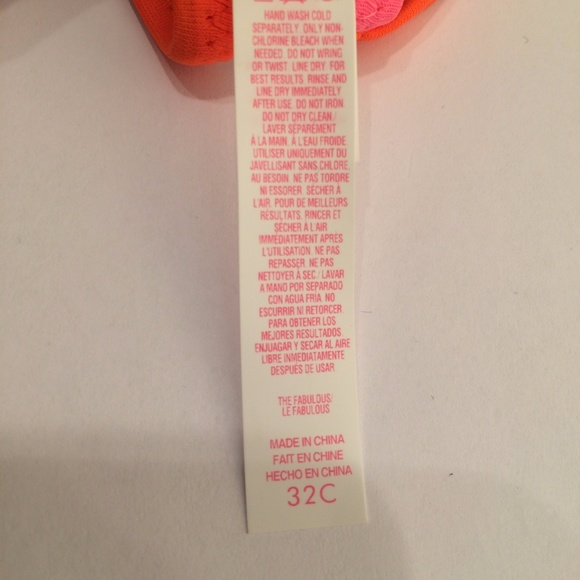 HAND WASH COLD
SEPARATELY. ONLY NON-
CHLORINE BLEACH WHEN
NEEDED. DO NOT WRING
OR TWIST. LINE DRY. FOR
BEST RESULTS, RINSE AND
LINE DRY IMMEDIATELY
AFTER USE. DO NOT IRON.
DO NOT DRY CLEAN./
LAVER SÉPARÉMENT
À LA MAIN, À L'EAU FROIDE.
UTILISER UNIQUEMENT DU
JAVELLISANT SANS CHLORE,
AU BESOIN. NE PAS TORDRE
NI ESSORER. SÉCHER À
L'AIR. POUR DE MEILLEURS
RÉSULTATS, RINCER ET
SÉCHER À L'AIR
IMMÉDIATEMENT APRÈS
L'UTILISATION. NE PAS
REPASSER. NE PAS
NETTOYER À SEC./ LAVAR
A MANO POR SEPARADO
CON AGUA FRIA. NO
ESCURRIR NI RETORCER.
PARA OBTENER LOS
MEJORES RESULTADOS,
ENJUAGAR Y SECAR AL AIRE
LIBRE INMEDIATAMENTE
DESPUES DE USAR.
THE FABULOUS/
LE FABULOUS
MADE IN CHINA
FAIT EN CHINE
HECHO EN CHINA
32C